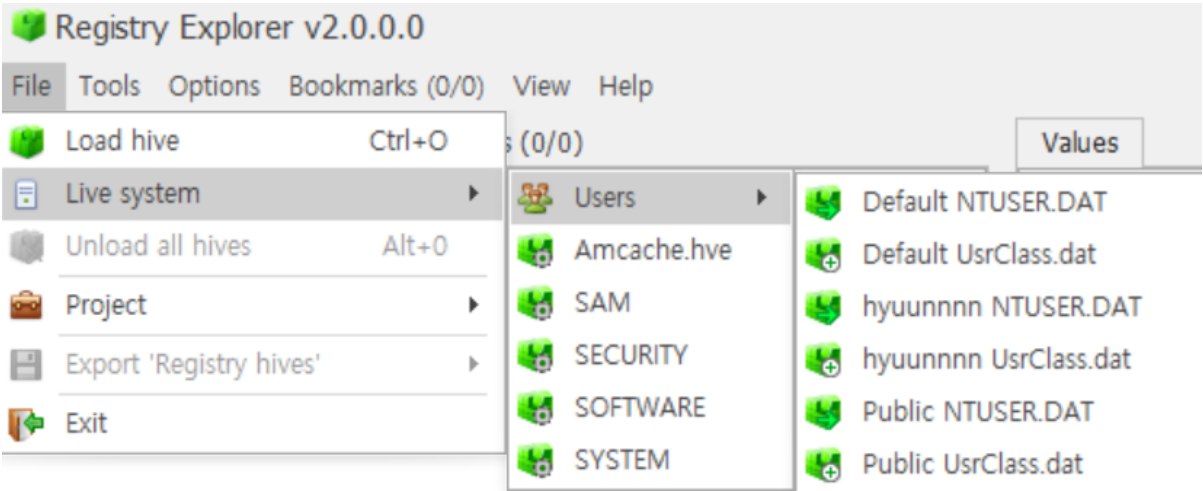 Registry Explorer v2.0.0.0
File Tools Options Bookmarks (0/0) View Help
Load hive Ctrl+O
Live system
Unload all hives Alt+0
Project
Export 'Registry hives'
Exit
(0/0)
Values
Users
Amcache.hve
SAM
SECURITY
SOFTWARE
SYSTEM
Default NTUSER.DAT
Default UsrClass.dat
hyuunnnn NTUSER.DAT
hyuunnnn UsrClass.dat
Public NTUSER.DAT
Public UsrClass.dat